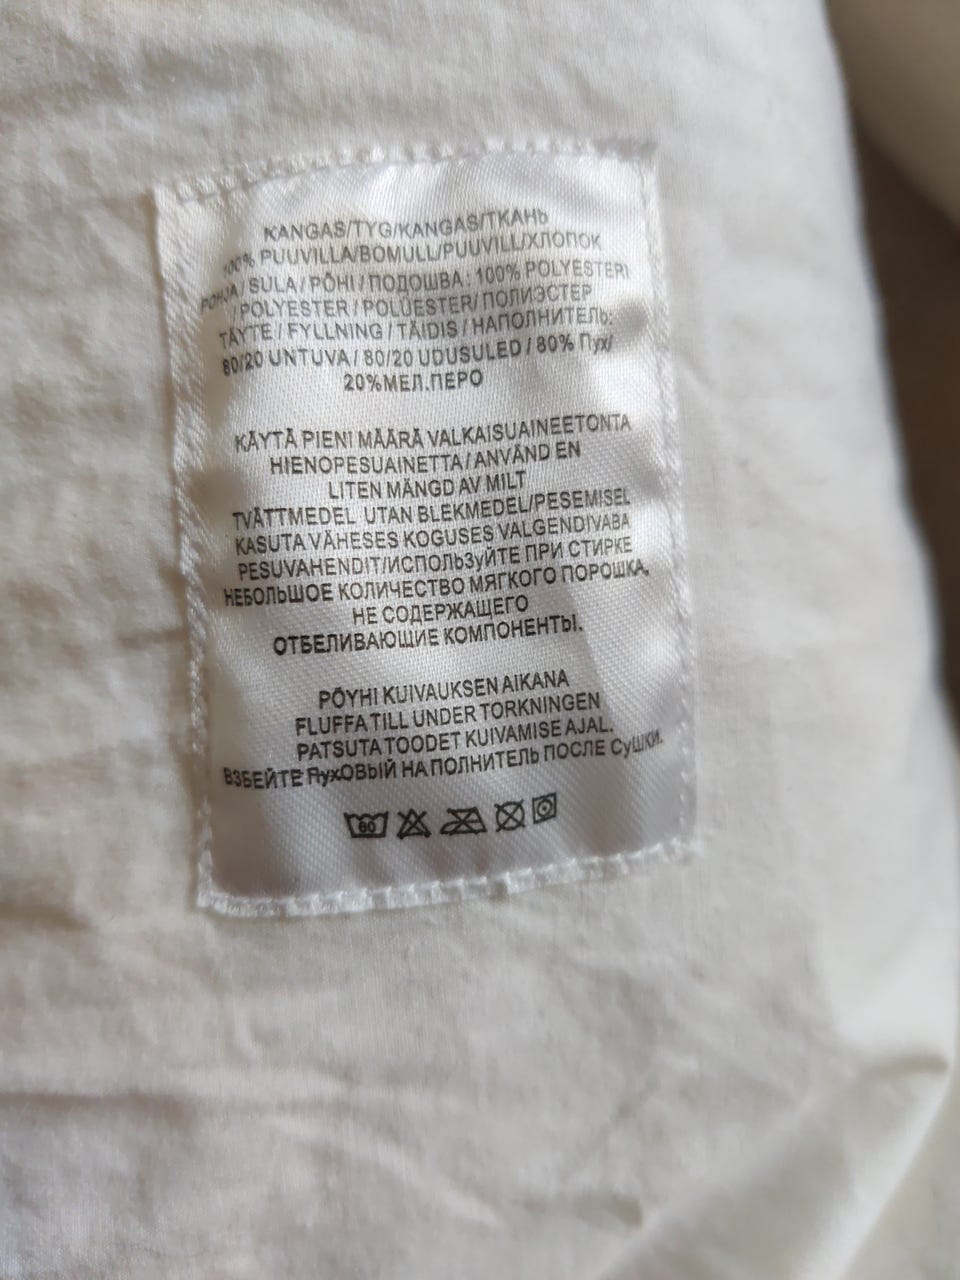 KANGAS/TYG/KANGAS/ТКАНЬ
100% PUUVILLA/BOMULL/PUUVILL/ХЛОПОК
POHJA / SULA / PÕHI / ПОДОШВА: 100% POLYESTERI
/ POLYESTER / POLÜESTER/ ПОЛИЭСТЕР
TÄYTE / FYLLNING / TÄIDIS / НАПОЛНИТЕЛЬ:
80/20 UNTUVA / 80/20 UDUSULED / 80% Пух/
20%МЕЛ.ПЕРО
KÄYTÄ PIENI MÄÄRÄ VALKAISUAINEETONTA
HIENOPESUAINETTA / ANVÄND EN
LITEN MÄNGD AV MILT
TVÄTTMEDEL UTAN BLEKMEDEL/PESEMISEL
KASUTA VÄHESES KOGUSES VALGENDIVABA
PESUVAHENDIT/ИСПОЛЬЗуЙТЕ ПРИ СТИРКЕ
НЕБОЛЬШОЕ КОЛИЧЕСТВО МЯГКОГО ПОРОШКА,
НЕ СОДЕРЖАЩЕГО
ОТБЕЛИВАЮЩИЕ КОМПОНЕНТЫ.
PÖYHI KUIVAUKSEN AIKANA
FLUFFA TILL UNDER TORKNINGEN
PATSUTA TOODET KUIVAMISE AJAL.
ВЗБЕЙТЕ ПухОВЫЙ НАПОЛНИТЕЛЬ ПОСЛЕ СуШКИ.
60